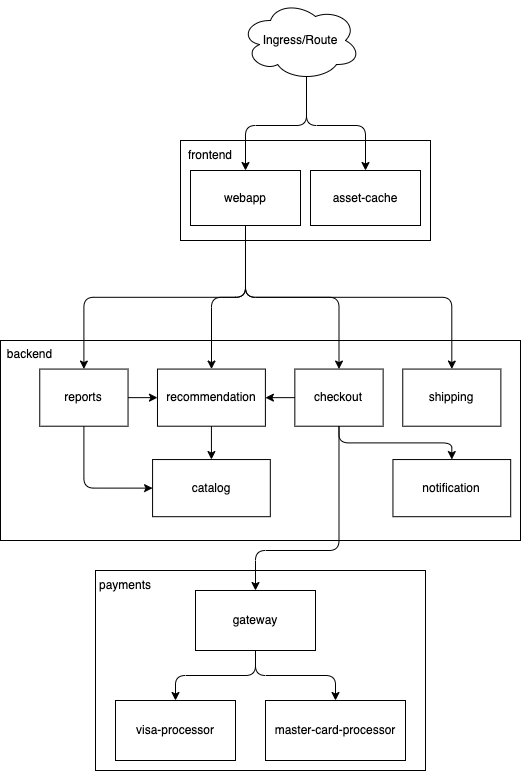 Ingress/Route
frontend
webapp
asset-cache
backend
reports
recommendation
checkout
shipping
catalog
notification
payments
gateway
visa-processor
master-card-processor